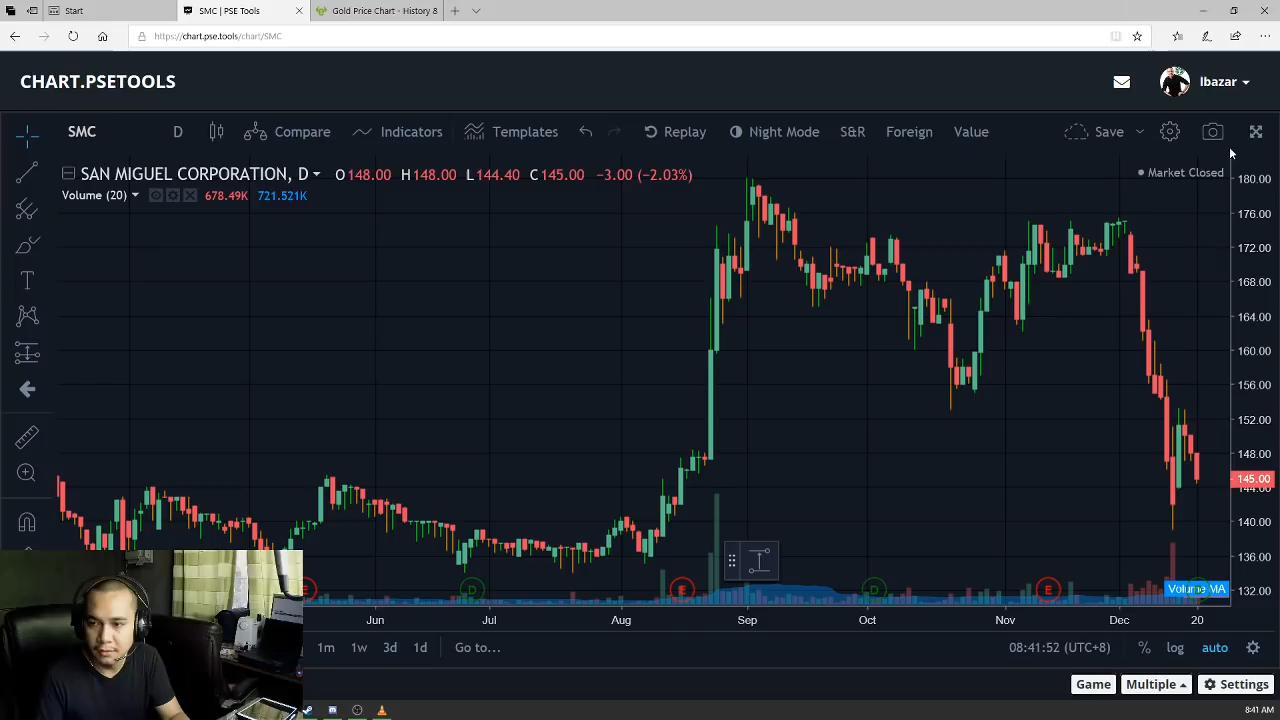 Start
SMC | PSE Tools
Gold Price Chart - History 8
https://chart.pse.tools/chart/SMC
CHART.PSETOOLS
Ibazar
SMC D Compare Indicators Templates Replay Night Mode S&R Foreign Value Save
SAN MIGUEL CORPORATION, D O148.00 H148.00 L144.40 C145.00 −3.00 (−2.03%)
Market Closed
Volume (20) 678.49K 721.521K
180.00
176.00
172.00
168.00
164.00
160.00
156.00
152.00
148.00
145.00
144.00
140.00
136.00
132.00
E D E D E
Volume MA
Jun Jul Aug Sep Oct Nov Dec 20
1m 1w 3d 1d Go to... 08:41:52 (UTC+8) % log auto
Game Multiple Settings
8:41 AM